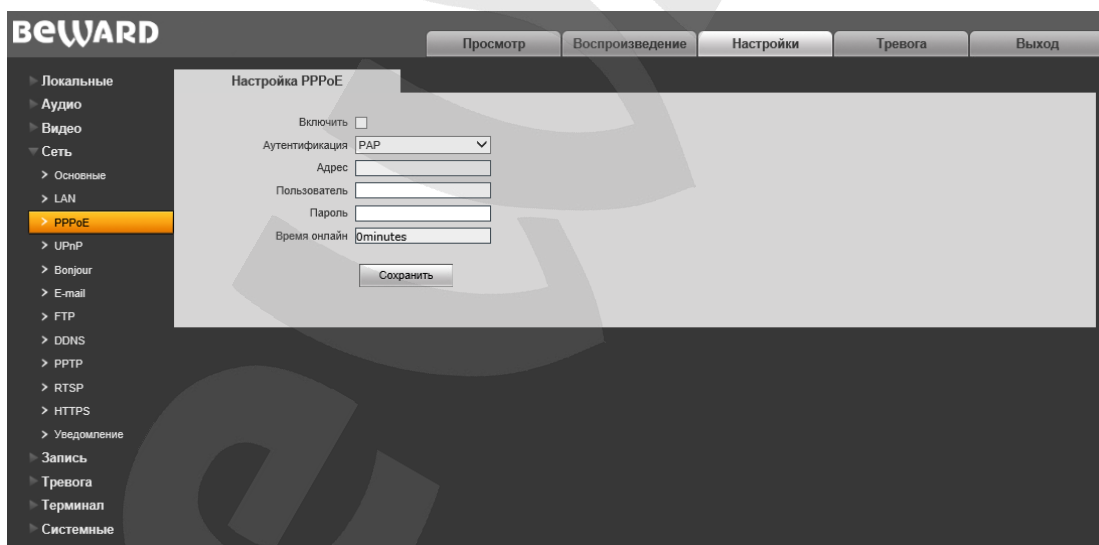 BEWARD
Просмотр
Воспроизведение
Настройки
Тревога
Выход
Локальные
Аудио
Видео
Сеть
Основные
LAN
PPPoE
UPnP
Bonjour
E-mail
FTP
DDNS
PPTP
RTSP
HTTPS
Уведомление
Запись
Тревога
Терминал
Системные
Настройка PPPoE
Включить
Аутентификация PAP
Адрес
Пользователь
Пароль
Время онлайн 0minutes
Сохранить